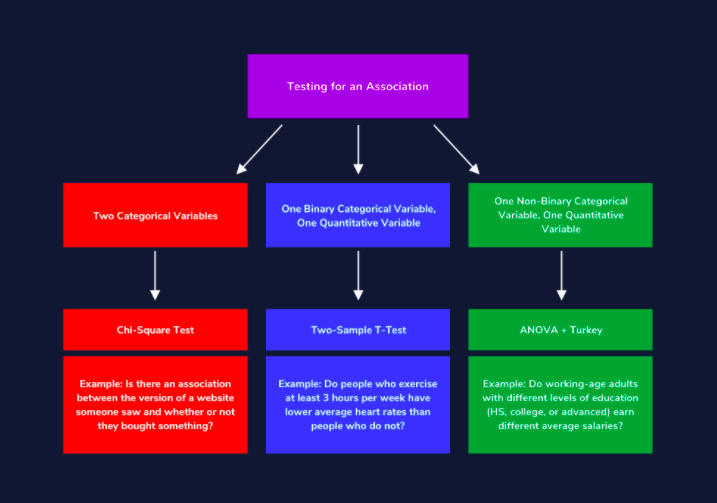 Testing for an Association
Two Categorical Variables
One Binary Categorical Variable,
One Quantitative Variable
One Non-Binary Categorical
Variable, One Quantitative
Variable
Chi-Square Test
Two-Sample T-Test
ANOVA + Turkey
Example: Is there an association
between the version of a website
someone saw and whether or not
they bought something?
Example: Do people who exercise
at least 3 hours per week have
lower average heart rates than
people who do not?
Example: Do working-age adults
with different levels of education
(HS, college, or advanced) earn
different average salaries?